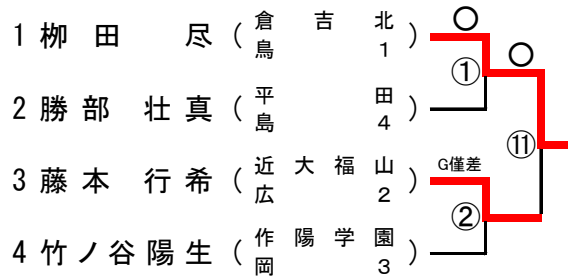 1 栁田 尽 (倉吉北 鳥 1) ○
① ○
2 勝部 壮真 (平田 島 4)
⑪
3 藤本 行希 (近大福山 広 2) G僅差
②
4 竹ノ谷陽生 (作陽学園 岡 3)